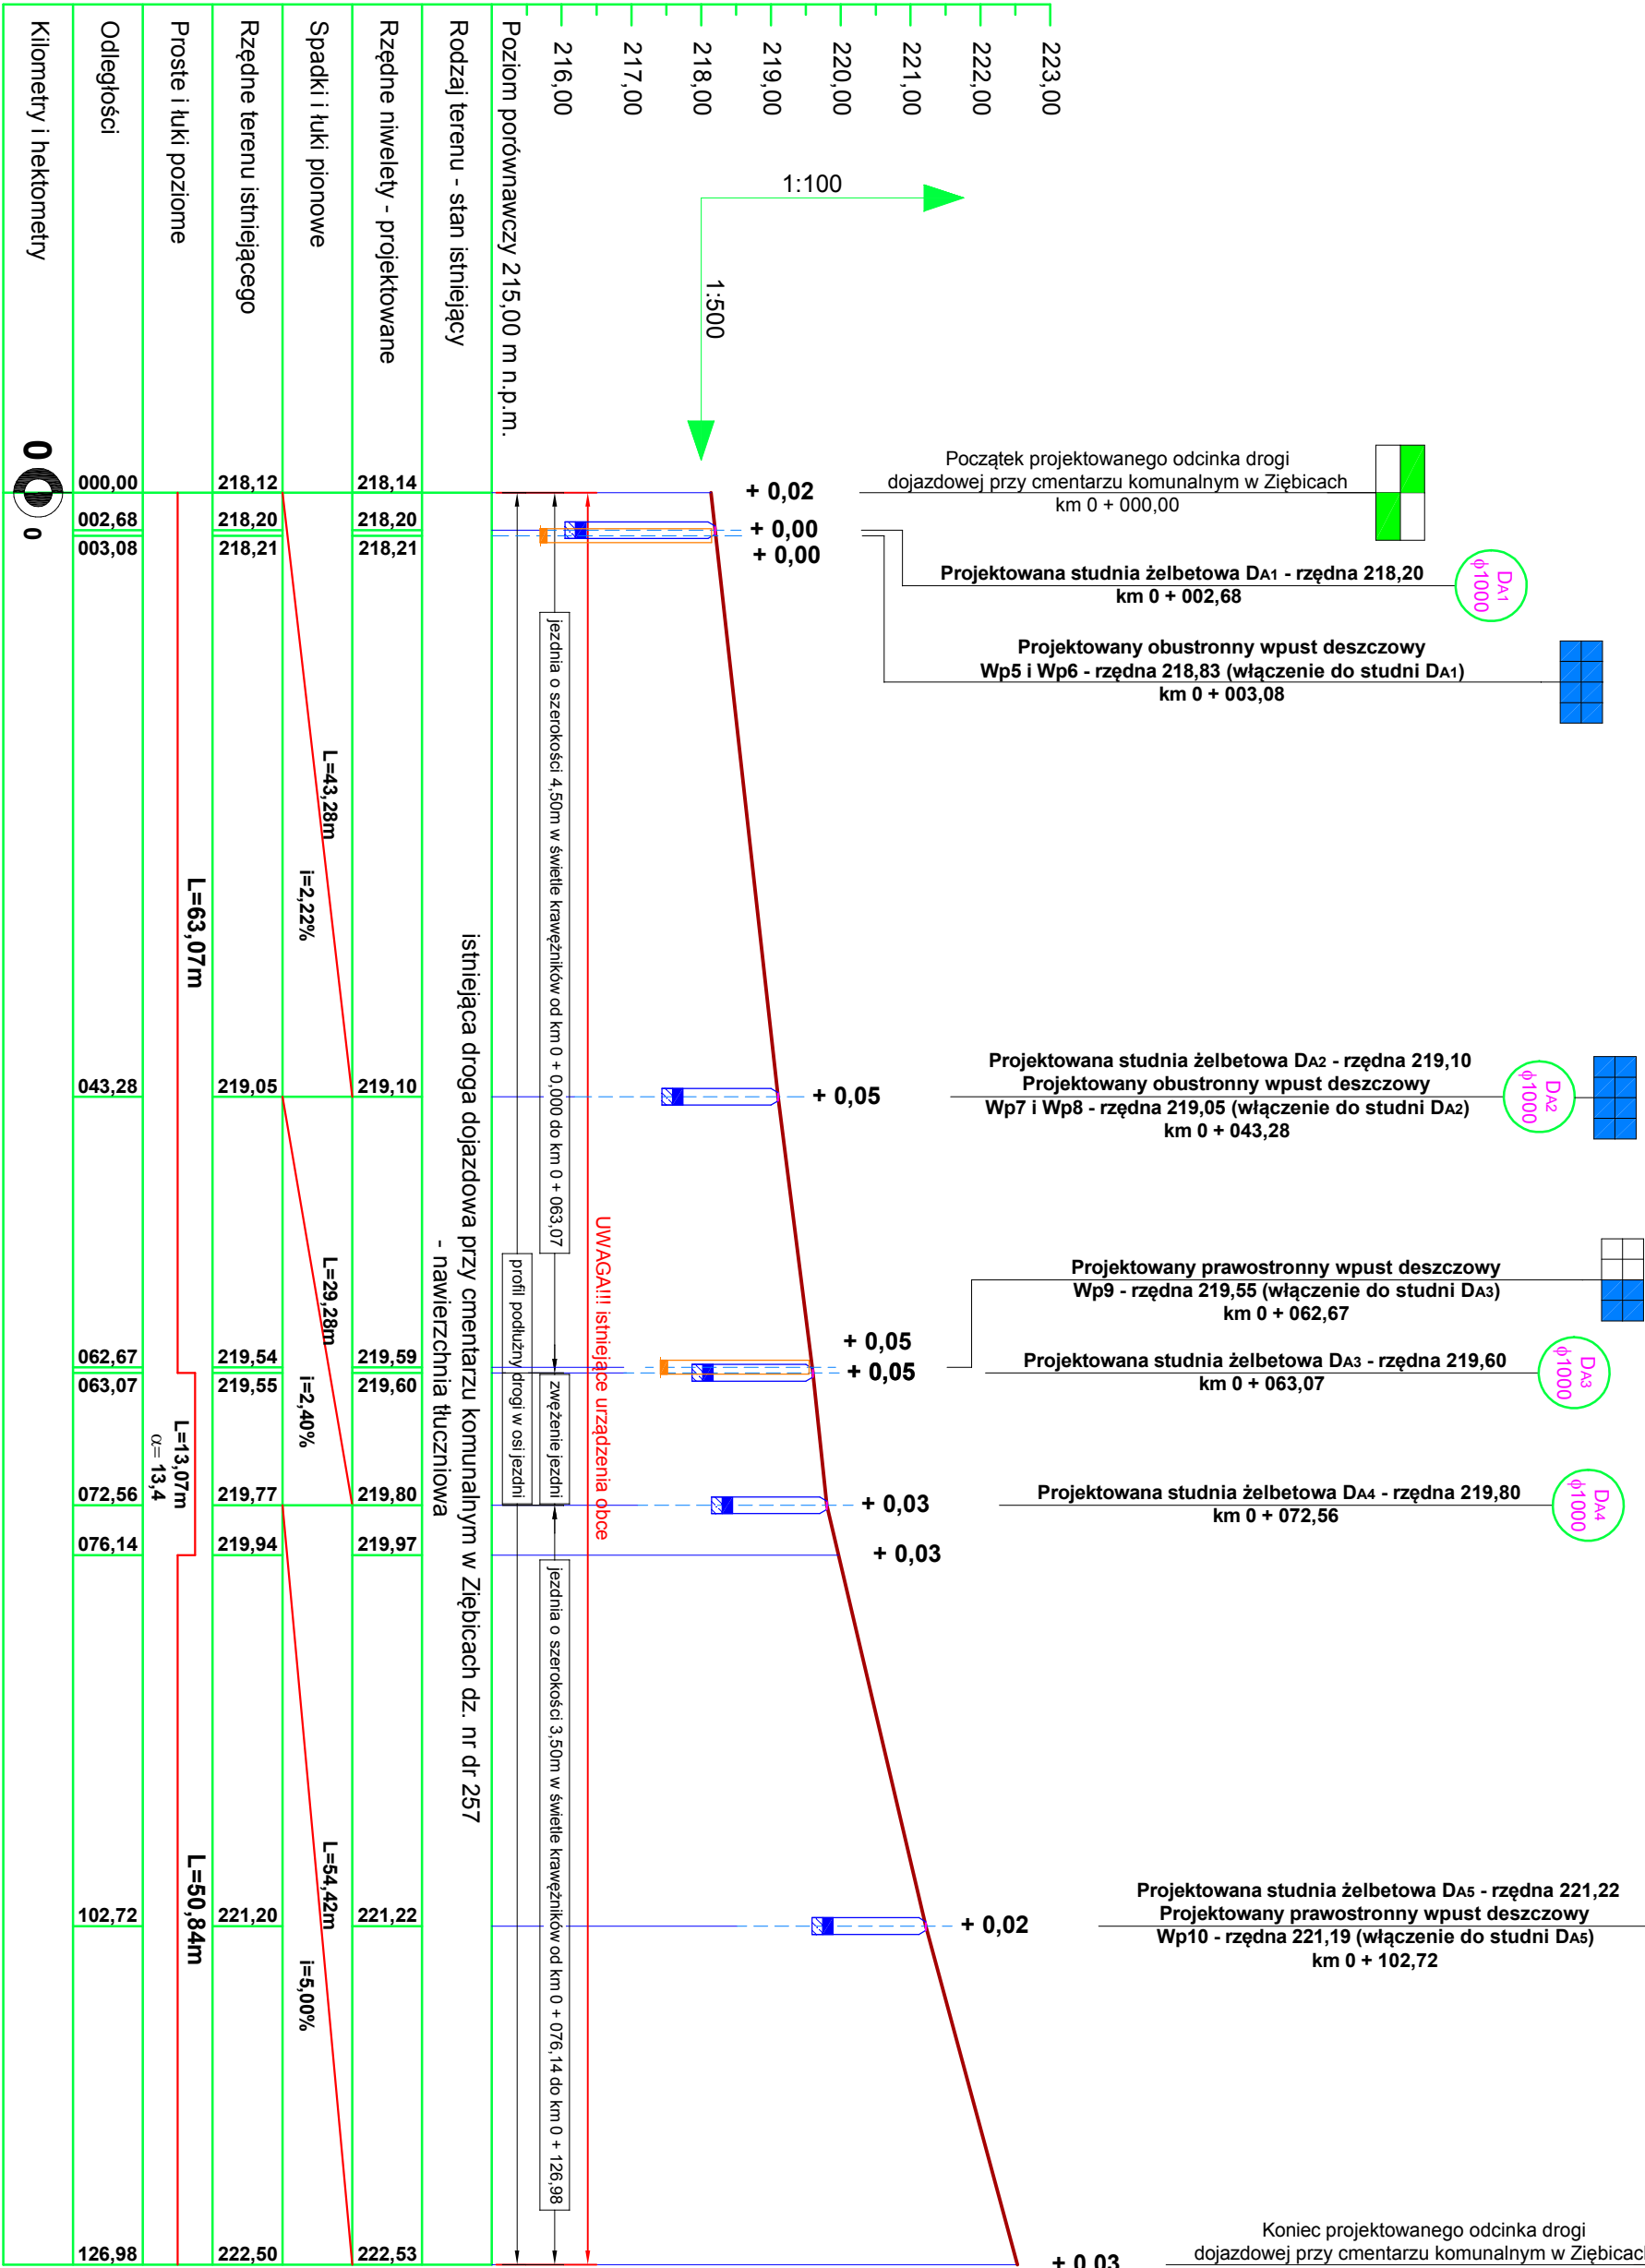 223,00
222,00
221,00
220,00
219,00
218,00
217,00
216,00
Poziom porównawczy 215,00 m n.p.m.
Rodzaj terenu - stan istniejący
Rzędne niwelety - projektowane
Spadki i łuki pionowe
Rzędne terenu istniejącego
Proste i łuki poziome
Odległości
Kilometry i hektometry
1:100
1:500
Początek projektowanego odcinka drogi
dojazdowej przy cmentarzu komunalnym w Ziębicach
km 0 + 000,00
Projektowana studnia żelbetowa DA1 - rzędna 218,20
km 0 + 002,68
DA1
ϕ1000
Projektowany obustronny wpust deszczowy
Wp5 i Wp6 - rzędna 218,83 (włączenie do studni DA1)
km 0 + 003,08
Projektowana studnia żelbetowa DA2 - rzędna 219,10
Projektowany obustronny wpust deszczowy
Wp7 i Wp8 - rzędna 219,05 (włączenie do studni DA2)
km 0 + 043,28
DA2
ϕ1000
Projektowany prawostronny wpust deszczowy
Wp9 - rzędna 219,55 (włączenie do studni DA3)
km 0 + 062,67
Projektowana studnia żelbetowa DA3 - rzędna 219,60
km 0 + 063,07
DA3
ϕ1000
Projektowana studnia żelbetowa DA4 - rzędna 219,80
km 0 + 072,56
DA4
ϕ1000
Projektowana studnia żelbetowa DA5 - rzędna 221,22
Projektowany prawostronny wpust deszczowy
Wp10 - rzędna 221,19 (włączenie do studni DA5)
km 0 + 102,72
Koniec projektowanego odcinka drogi
dojazdowej przy cmentarzu komunalnym w Ziębicach
+ 0,02
+ 0,00
+ 0,00
+ 0,05
+ 0,05
+ 0,05
+ 0,03
+ 0,03
+ 0,02
+ 0,03
UWAGA!!! istniejące urządzenia obce
jezdnia o szerokości 4,50m w świetle krawężników od km 0 + 0,000 do km 0 + 063,07
zwężenie jezdni
jezdnia o szerokości 3,50m w świetle krawężników od km 0 + 076,14 do km 0 + 126,98
profil podłużny drogi w osi jezdni
istniejąca droga dojazdowa przy cmentarzu komunalnym w Ziębicach dz. nr dr 257
- nawierzchnia tłuczniowa
218,14
218,20
218,21
219,10
219,59
219,60
219,80
219,97
221,22
222,53
L=43,28m
i=2,22%
L=29,28m
i=2,40%
L=54,42m
i=5,00%
218,12
218,20
218,21
219,05
219,54
219,55
219,77
219,94
221,20
222,50
L=63,07m
L=13,07m
α= 13,4
L=50,84m
000,00
002,68
003,08
043,28
062,67
063,07
072,56
076,14
102,72
126,98
0
0